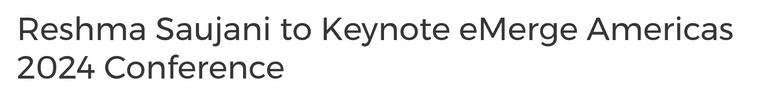 Reshma Saujani to Keynote eMerge Americas
2024 Conference